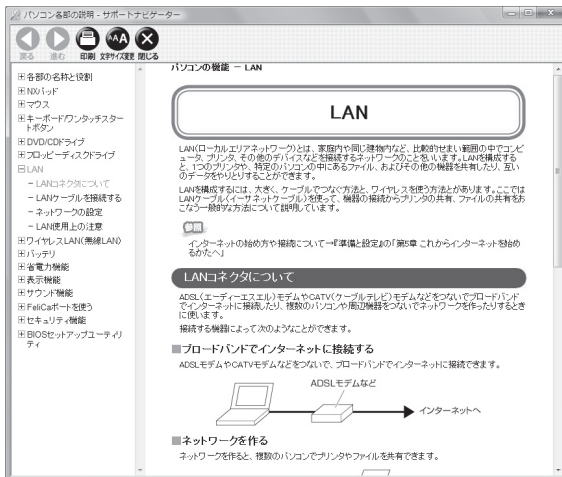 パソコン各部の説明 - サポートナビゲーター
戻る 進む 印刷 文字サイズ変更 閉じる
各部の名称と役割
NXパッド
マウス
キーボード/ワンタッチスター
トボタン
DVD/CDドライブ
フロッピーディスクドライブ
LAN
－LANコネクタについて
－LANケーブルを接続する
－ネットワークの設定
－LAN使用上の注意
ワイヤレスLAN(無線LAN)
バッテリ
省電力機能
表示機能
サウンド機能
FeliCaポートを使う
セキュリティ機能
BIOSセットアップユーティリ
ティ
パソコンの機能 － LAN
LAN
LAN(ローカルエリアネットワーク)とは、家庭内や同じ建物内など、比較的せまい範囲の中でコンピ
ュータ、プリンタ、その他のデバイスなどを接続するネットワークのことをいいます。LANを構成する
と、1つのプリンタや、特定のパソコンの中にあるファイル、およびその他の機器を共有したり、互い
のデータをやりとりすることができます。
LANを構成するには、大きく、ケーブルでつなぐ方法と、ワイヤレスを使う方法とがあります。ここでは
LANケーブル(イーサネットケーブル)を使って、機器の接続からプリンタの共有、ファイルの共有をお
こなう一般的な方法について説明しています。
参照
インターネットの始め方や接続について→『準備と設定』の「第5章 これからインターネットを始め
るかたへ」
LANコネクタについて
ADSL(エーディーエスエル)モデムやCATV(ケーブルテレビ)モデムなどをつないでブロードバンド
でインターネットに接続したり、複数のパソコンや周辺機器をつないでネットワークを作ったりするとき
に使います。
接続する機器によって次のようなことができます。
■ブロードバンドでインターネットに接続する
ADSLモデムやCATVモデムなどをつないで、ブロードバンドでインターネットに接続できます。
ADSLモデムなど
インターネットへ
■ネットワークを作る
ネットワークを作ると、複数のパソコンでプリンタやファイルを共有できます。